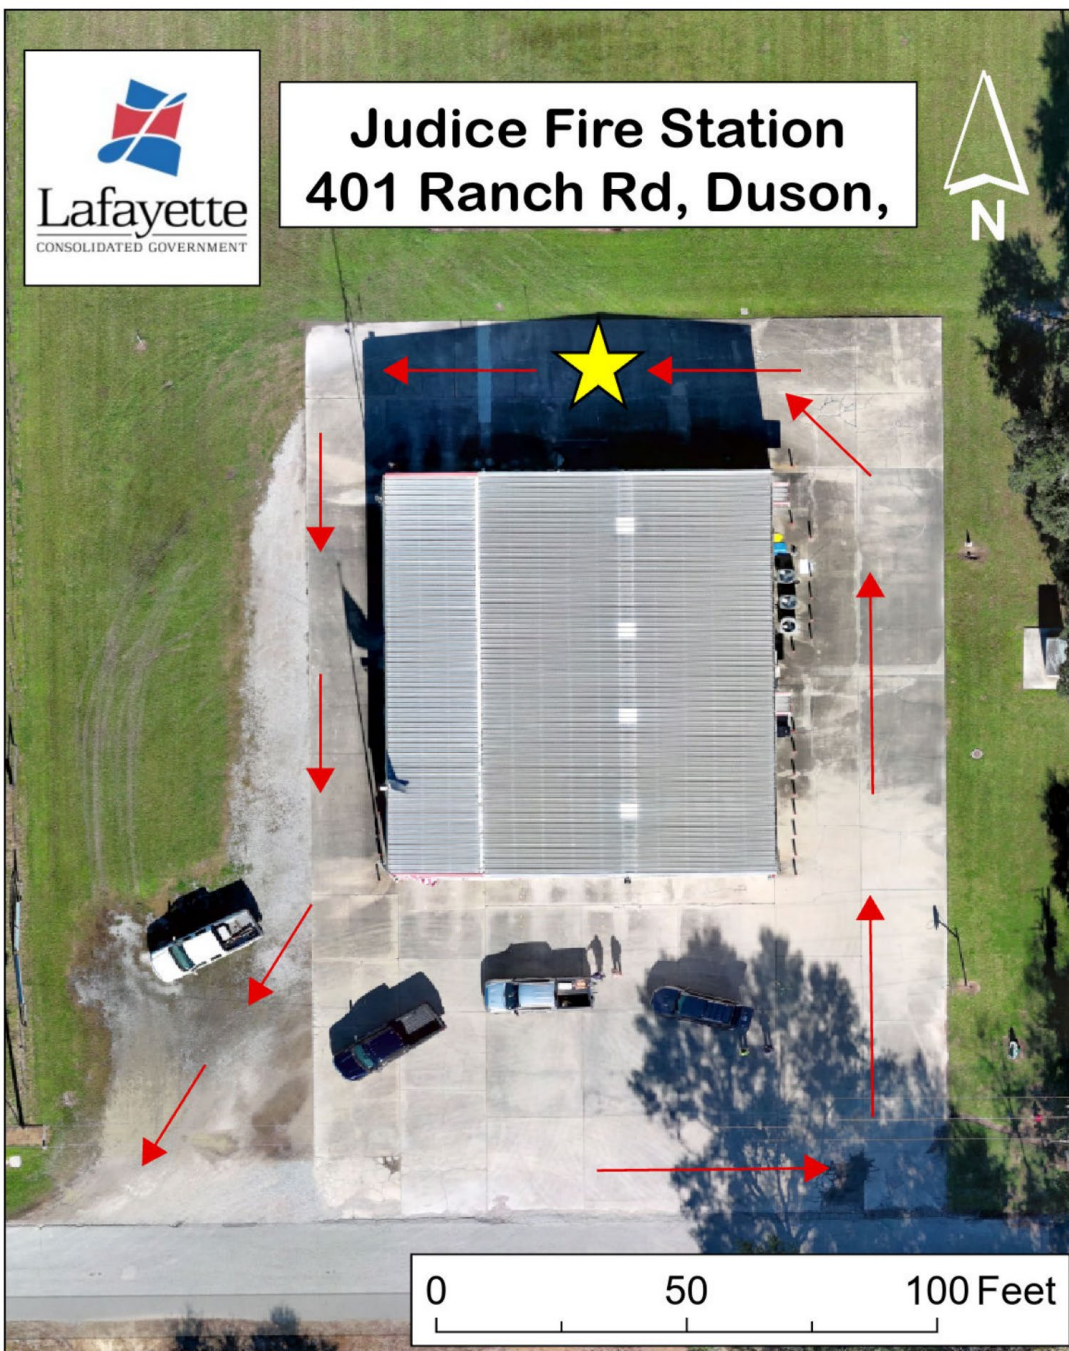 Lafayette
CONSOLIDATED GOVERNMENT
Judice Fire Station
401 Ranch Rd, Duson,
N
0 50 100 Feet